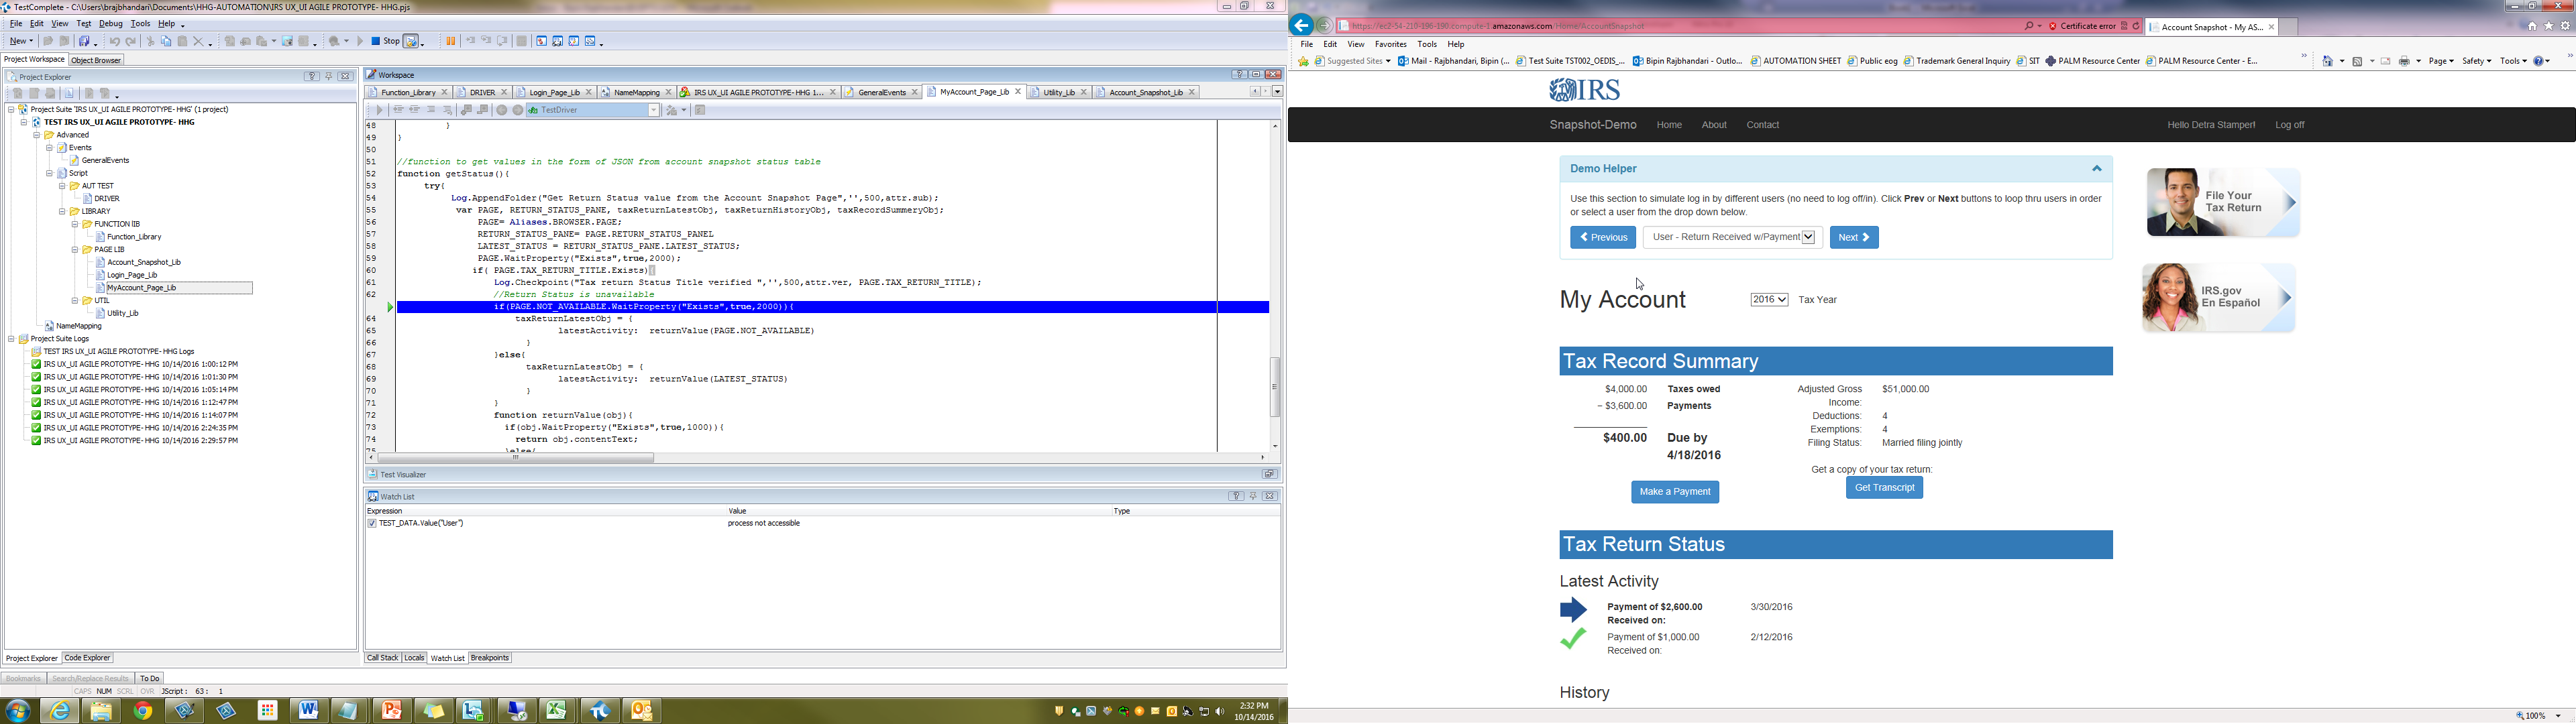 TestComplete - C:\Users\brajbhandari\Documents\HHG-AUTOMATION\IRS UX_UI AGILE PROTOTYPE- HHG.pjs
File Edit View Test Debug Tools Help
New Stop
Project Workspace Object Browser
Project Explorer
Project Suite 'IRS UX_UI AGILE PROTOTYPE- HHG' (1 project)
TEST IRS UX_UI AGILE PROTOTYPE- HHG
Advanced
Events
GeneralEvents
Script
AUT TEST
DRIVER
LIBRARY
FUNCTION lIB
Function_Library
PAGE LIB
Account_Snapshot_Lib
Login_Page_Lib
MyAccount_Page_Lib
UTIL
Utility_Lib
NameMapping
Project Suite Logs
TEST IRS UX_UI AGILE PROTOTYPE- HHG Logs
IRS UX_UI AGILE PROTOTYPE- HHG 10/14/2016 1:00:12 PM
IRS UX_UI AGILE PROTOTYPE- HHG 10/14/2016 1:01:30 PM
IRS UX_UI AGILE PROTOTYPE- HHG 10/14/2016 1:05:14 PM
IRS UX_UI AGILE PROTOTYPE- HHG 10/14/2016 1:12:47 PM
IRS UX_UI AGILE PROTOTYPE- HHG 10/14/2016 1:14:07 PM
IRS UX_UI AGILE PROTOTYPE- HHG 10/14/2016 2:24:35 PM
IRS UX_UI AGILE PROTOTYPE- HHG 10/14/2016 2:29:57 PM
Project Explorer Code Explorer
Workspace
Function_Library DRIVER Login_Page_Lib NameMapping IRS UX_UI AGILE PROTOTYPE- HHG 1... GeneralEvents MyAccount_Page_Lib Utility_Lib Account_Snapshot_Lib
TestDriver
48 }
49 }
50
51 //function to get values in the form of JSON from account snapshot status table
52 function getStatus(){
53 try{
54 Log.AppendFolder("Get Return Status value from the Account Snapshot Page",'',500,attr.sub);
55 var PAGE, RETURN_STATUS_PANE, taxReturnLatestObj, taxReturnHistoryObj, taxRecordSummeryObj;
56 PAGE= Aliases.BROWSER.PAGE;
57 RETURN_STATUS_PANE= PAGE.RETURN_STATUS_PANEL
58 LATEST_STATUS = RETURN_STATUS_PANE.LATEST_STATUS;
59 PAGE.WaitProperty("Exists",true,2000);
60 if( PAGE.TAX_RETURN_TITLE.Exists){
61 Log.Checkpoint("Tax return Status Title verified ",'',500,attr.ver, PAGE.TAX_RETURN_TITLE);
62 //Return Status is unavailable
if(PAGE.NOT_AVAILABLE.WaitProperty("Exists",true,2000)){
64 taxReturnLatestObj = {
65 latestActivity: returnValue(PAGE.NOT_AVAILABLE)
66 }
67 }else{
68 taxReturnLatestObj = {
69 latestActivity: returnValue(LATEST_STATUS)
70 }
71 }
72 function returnValue(obj){
73 if(obj.WaitProperty("Exists",true,1000)){
74 return obj.contentText;
75 }else{
Test Visualizer
Watch List
Expression Value Type
TEST_DATA.Value("User") process not accessible
Call Stack Locals Watch List Breakpoints
Bookmarks Search/Replace Results To Do
CAPS NUM SCRL OVR JScript : 63 : 1
2:32 PM
10/14/2016
https://ec2-54-210-196-190.compute-1.amazonaws.com/Home/AccountSnapshot Certificate error Account Snapshot - My AS...
File Edit View Favorites Tools Help
Suggested Sites Mail - Rajbhandari, Bipin (... Test Suite TST002_OEDIS_... Bipin Rajbhandari - Outlo... AUTOMATION SHEET Public eog Trademark General Inquiry SIT PALM Resource Center PALM Resource Center - E... Page Safety Tools
IRS
Snapshot-Demo Home About Contact Hello Detra Stamper! Log off
Demo Helper
Use this section to simulate log in by different users (no need to log off/in). Click Prev or Next buttons to loop thru users in order
or select a user from the drop down below.
Previous User - Return Received w/Payment Next
File Your
Tax Return
IRS.gov
En Español
My Account 2016 Tax Year
Tax Record Summary
$4,000.00 Taxes owed
− $3,600.00 Payments
$400.00 Due by
4/18/2016
Make a Payment
Adjusted Gross $51,000.00
Income:
Deductions: 4
Exemptions: 4
Filing Status: Married filing jointly
Get a copy of your tax return:
Get Transcript
Tax Return Status
Latest Activity
Payment of $2,600.00 3/30/2016
Received on:
Payment of $1,000.00 2/12/2016
Received on:
History
100%